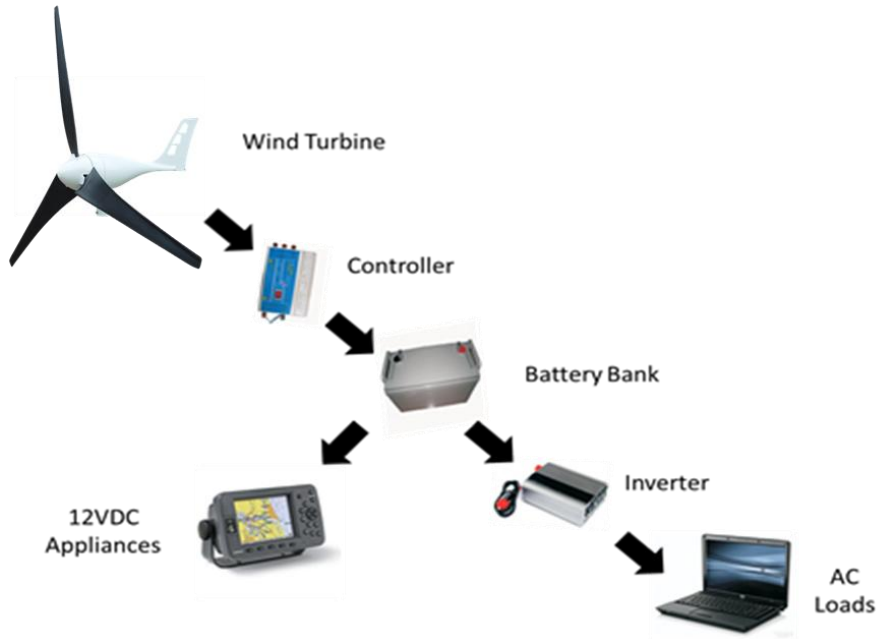 Wind Turbine
Controller
Battery Bank
Inverter
12VDC
Appliances
AC
Loads